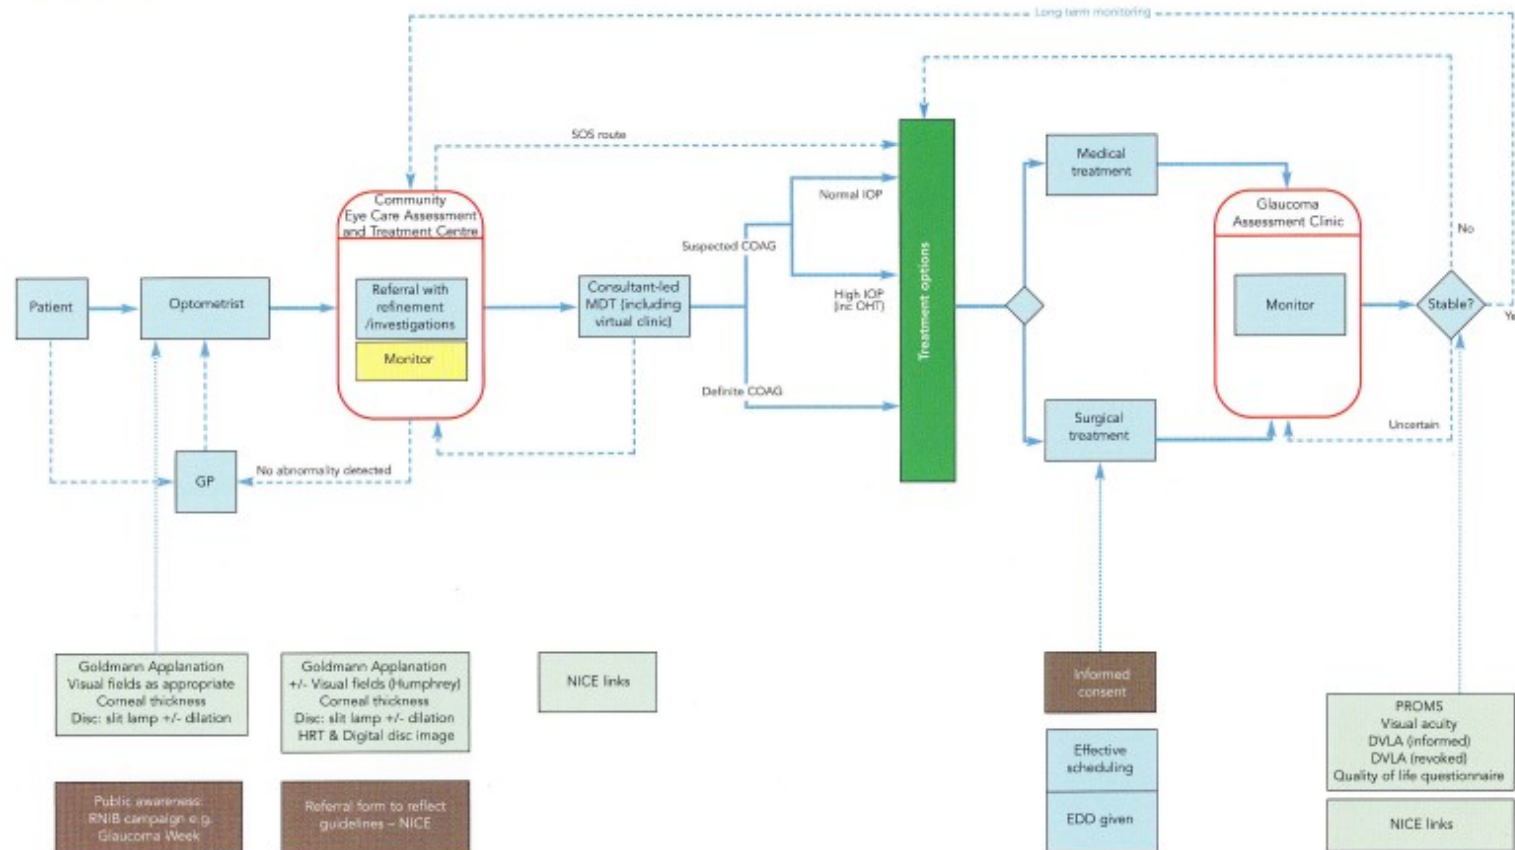 Long term monitoring
SOS route
Community
Eye Care Assessment
and Treatment Centre
Normal IOP
Medical
treatment
Glaucoma
Assessment Clinic
No
Suspected COAG
Patient
Optometrist
Referral with
refinement
/investigations
Monitor
Consultant-led
MDT (including
virtual clinic)
High IOP
(inc OHT)
Treatment options
Monitor
Stable?
Definite COAG
Surgical
treatment
Uncertain
GP
No abnormality detected
Goldmann Applanation
Visual fields as appropriate
Corneal thickness
Disc: slit lamp +/- dilation
Goldmann Applanation
+/- Visual fields (Humphrey)
Corneal thickness
Disc: slit lamp +/- dilation
HRT & Digital disc image
NICE links
Informed
consent
Effective
scheduling
EDD given
PROMS
Visual acuity
DVLA (informed)
DVLA (revoked)
Quality of life questionnaire
NICE links
Public awareness:
RNIB campaign e.g.
Glaucoma Week
Referral form to reflect
guidelines – NICE